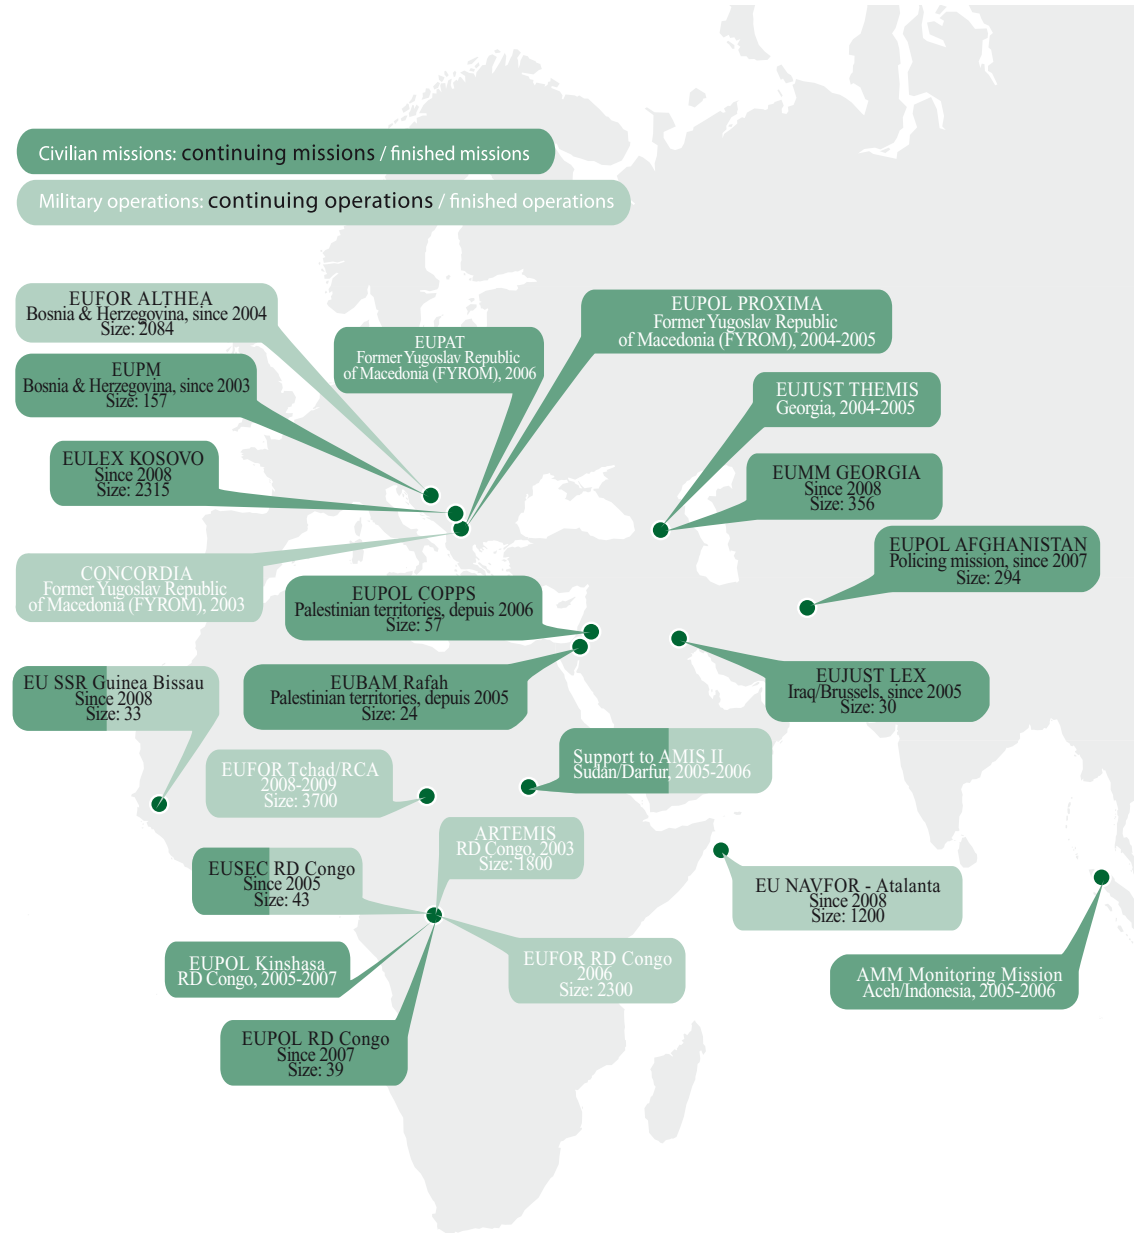 Civilian missions: continuing missions / finished missions
Military operations: continuing operations / finished operations
EUFOR ALTHEA
Bosnia & Herzegovina, since 2004
Size: 2084
EUPM
Bosnia & Herzegovina, since 2003
Size: 157
EULEX KOSOVO
Since 2008
Size: 2315
CONCORDIA
Former Yugoslav Republic
of Macedonia (FYROM), 2003
EUPAT
Former Yugoslav Republic
of Macedonia (FYROM), 2006
EUPOL PROXIMA
Former Yugoslav Republic
of Macedonia (FYROM), 2004-2005
EUJUST THEMIS
Georgia, 2004-2005
EUMM GEORGIA
Since 2008
Size: 356
EUPOL AFGHANISTAN
Policing mission, since 2007
Size: 294
EUPOL COPPS
Palestinian territories, depuis 2006
Size: 57
EUBAM Rafah
Palestinian territories, depuis 2005
Size: 24
EUJUST LEX
Iraq/Brussels, since 2005
Size: 30
EU SSR Guinea Bissau
Since 2008
Size: 33
EUFOR Tchad/RCA
2008-2009
Size: 3700
Support to AMIS II
Sudan/Darfur, 2005-2006
ARTEMIS
RD Congo, 2003
Size: 1800
EUSEC RD Congo
Since 2005
Size: 43
EU NAVFOR - Atalanta
Since 2008
Size: 1200
EUPOL Kinshasa
RD Congo, 2005-2007
EUFOR RD Congo
2006
Size: 2300
AMM Monitoring Mission
Aceh/Indonesia, 2005-2006
EUPOL RD Congo
Since 2007
Size: 39